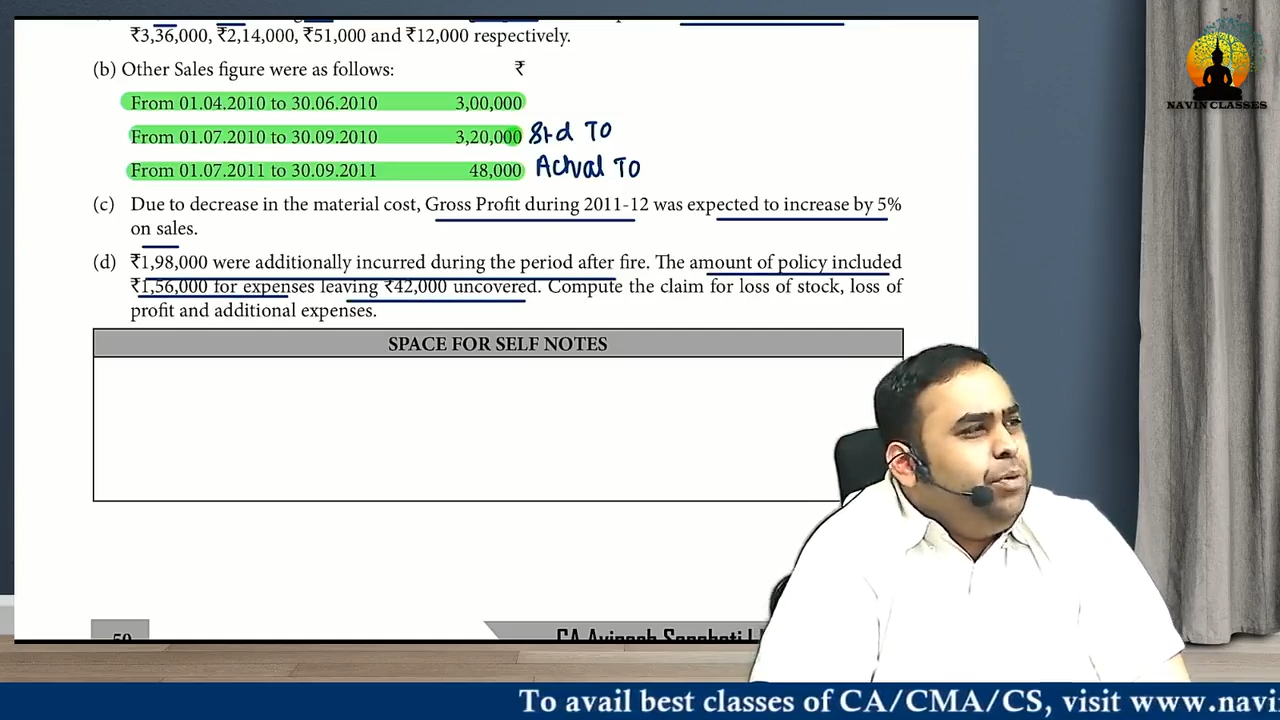 ₹3,36,000, ₹2,14,000, ₹51,000 and ₹12,000 respectively.
(b) Other Sales figure were as follows: ₹
From 01.04.2010 to 30.06.2010 3,00,000
From 01.07.2010 to 30.09.2010 3,20,000 Std TO
From 01.07.2011 to 30.09.2011 48,000 Actual TO
(c) Due to decrease in the material cost, Gross Profit during 2011-12 was expected to increase by 5%
on sales.
(d) ₹1,98,000 were additionally incurred during the period after fire. The amount of policy included
₹1,56,000 for expenses leaving ₹42,000 uncovered. Compute the claim for loss of stock, loss of
profit and additional expenses.
SPACE FOR SELF NOTES
NAVIN CLASSES
To avail best classes of CA/CMA/CS, visit www.navi